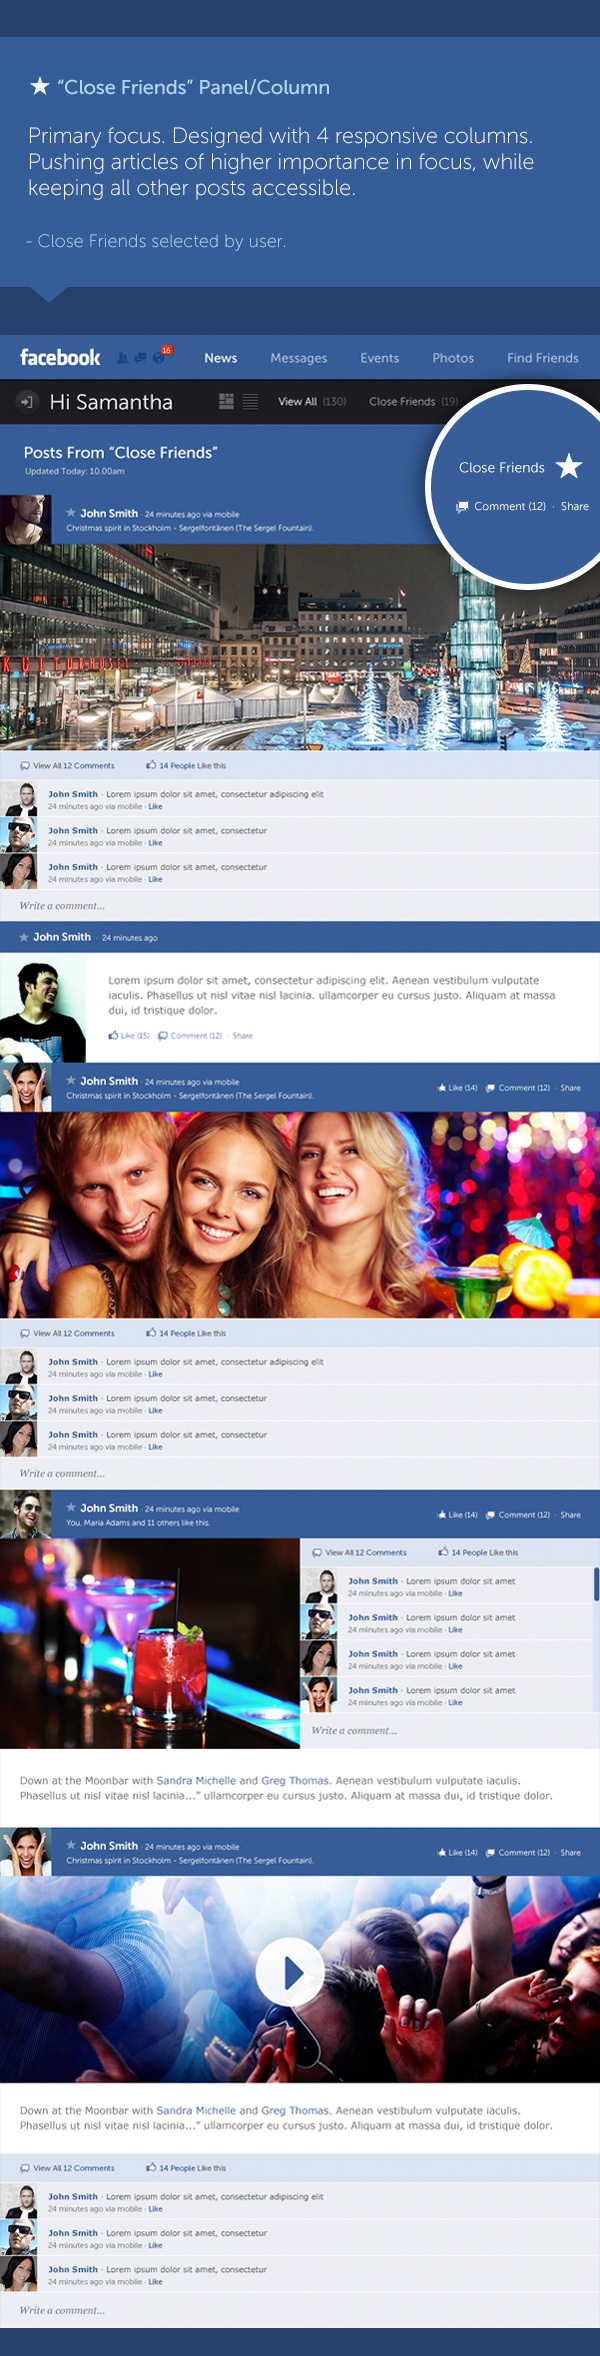 “Close Friends” Panel/Column
Primary focus. Designed with 4 responsive columns.
Pushing articles of higher importance in focus, while
keeping all other posts accessible.
- Close Friends selected by user.
facebook 16 News Messages Events Photos Find Friends
Hi Samantha View All (130) Close Friends (19)
Posts From “Close Friends”
Updated Today: 10.00am
Close Friends
Comment (12) · Share
John Smith · 24 minutes ago via mobile
Christmas spirit in Stockholm - Sergelfontänen (The Sergel Fountain).
KULTURHUSET
View All 12 Comments 14 People Like this
John Smith · Lorem ipsum dolor sit amet, consectetur adipiscing elit
24 minutes ago via mobile · Like
John Smith · Lorem ipsum dolor sit amet, consectetur
24 minutes ago via mobile · Like
John Smith · Lorem ipsum dolor sit amet, consectetur
24 minutes ago via mobile · Like
Write a comment...
John Smith · 24 minutes ago
Lorem ipsum dolor sit amet, consectetur adipiscing elit. Aenean vestibulum vulputate
iaculis. Phasellus ut nisl vitae nisl lacinia. ullamcorper eu cursus justo. Aliquam at massa
dui, id tristique dolor.
Like (15) Comment (12) · Share
John Smith · 24 minutes ago via mobile
Christmas spirit in Stockholm - Sergelfontänen (The Sergel Fountain).
Like (14) Comment (12) · Share
View All 12 Comments 14 People Like this
John Smith · Lorem ipsum dolor sit amet, consectetur adipiscing elit
24 minutes ago via mobile · Like
John Smith · Lorem ipsum dolor sit amet, consectetur
24 minutes ago via mobile · Like
John Smith · Lorem ipsum dolor sit amet, consectetur
24 minutes ago via mobile · Like
Write a comment...
John Smith · 24 minutes ago via mobile
You, Maria Adams and 11 others like this.
Like (14) Comment (12) · Share
View All 12 Comments 14 People Like this
John Smith · Lorem ipsum dolor sit amet
24 minutes ago via mobile · Like
John Smith · Lorem ipsum dolor sit amet
24 minutes ago via mobile · Like
John Smith · Lorem ipsum dolor sit amet
24 minutes ago via mobile · Like
John Smith · Lorem ipsum dolor sit amet
24 minutes ago via mobile · Like
Write a comment...
Down at the Moonbar with Sandra Michelle and Greg Thomas. Aenean vestibulum vulputate iaculis.
Phasellus ut nisl vitae nisl lacinia...” ullamcorper eu cursus justo. Aliquam at massa dui, id tristique dolor.
John Smith · 24 minutes ago via mobile
Christmas spirit in Stockholm - Sergelfontänen (The Sergel Fountain).
Like (14) Comment (12) · Share
Down at the Moonbar with Sandra Michelle and Greg Thomas. Aenean vestibulum vulputate iaculis.
Phasellus ut nisl vitae nisl lacinia...” ullamcorper eu cursus justo. Aliquam at massa dui, id tristique dolor.
View All 12 Comments 14 People Like this
John Smith · Lorem ipsum dolor sit amet, consectetur adipiscing elit
24 minutes ago via mobile · Like
John Smith · Lorem ipsum dolor sit amet, consectetur
24 minutes ago via mobile · Like
John Smith · Lorem ipsum dolor sit amet, consectetur
24 minutes ago via mobile · Like
Write a comment...